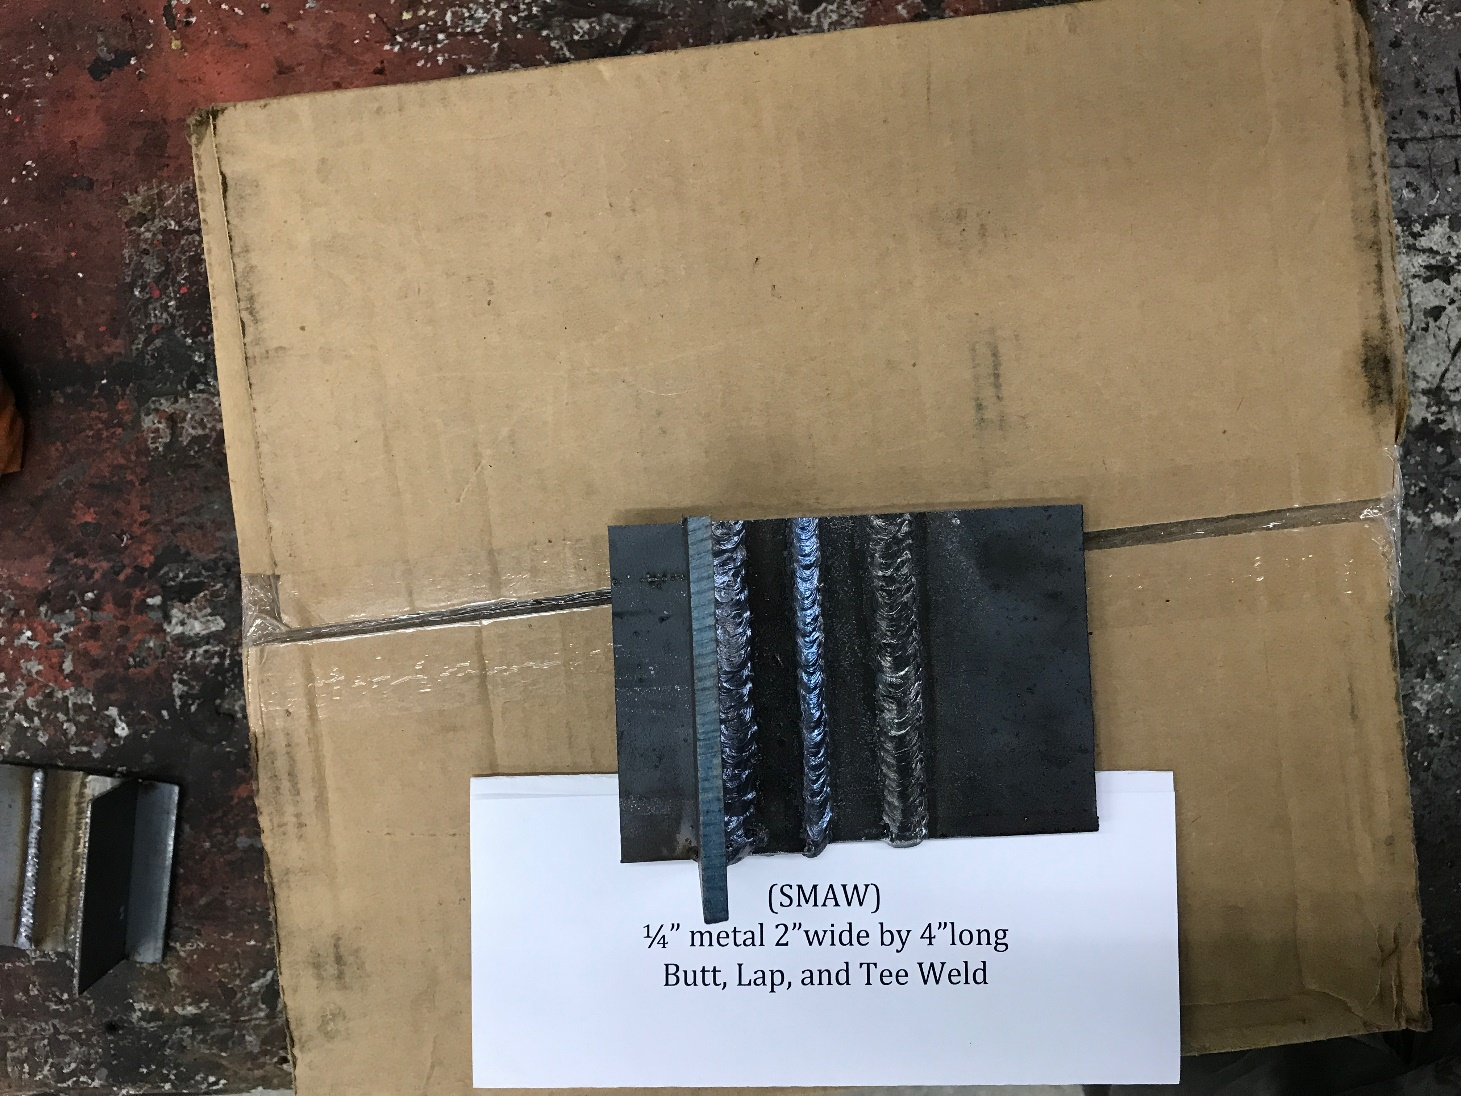 (SMAW)
¼” metal 2”wide by 4”long
Butt, Lap, and Tee Weld